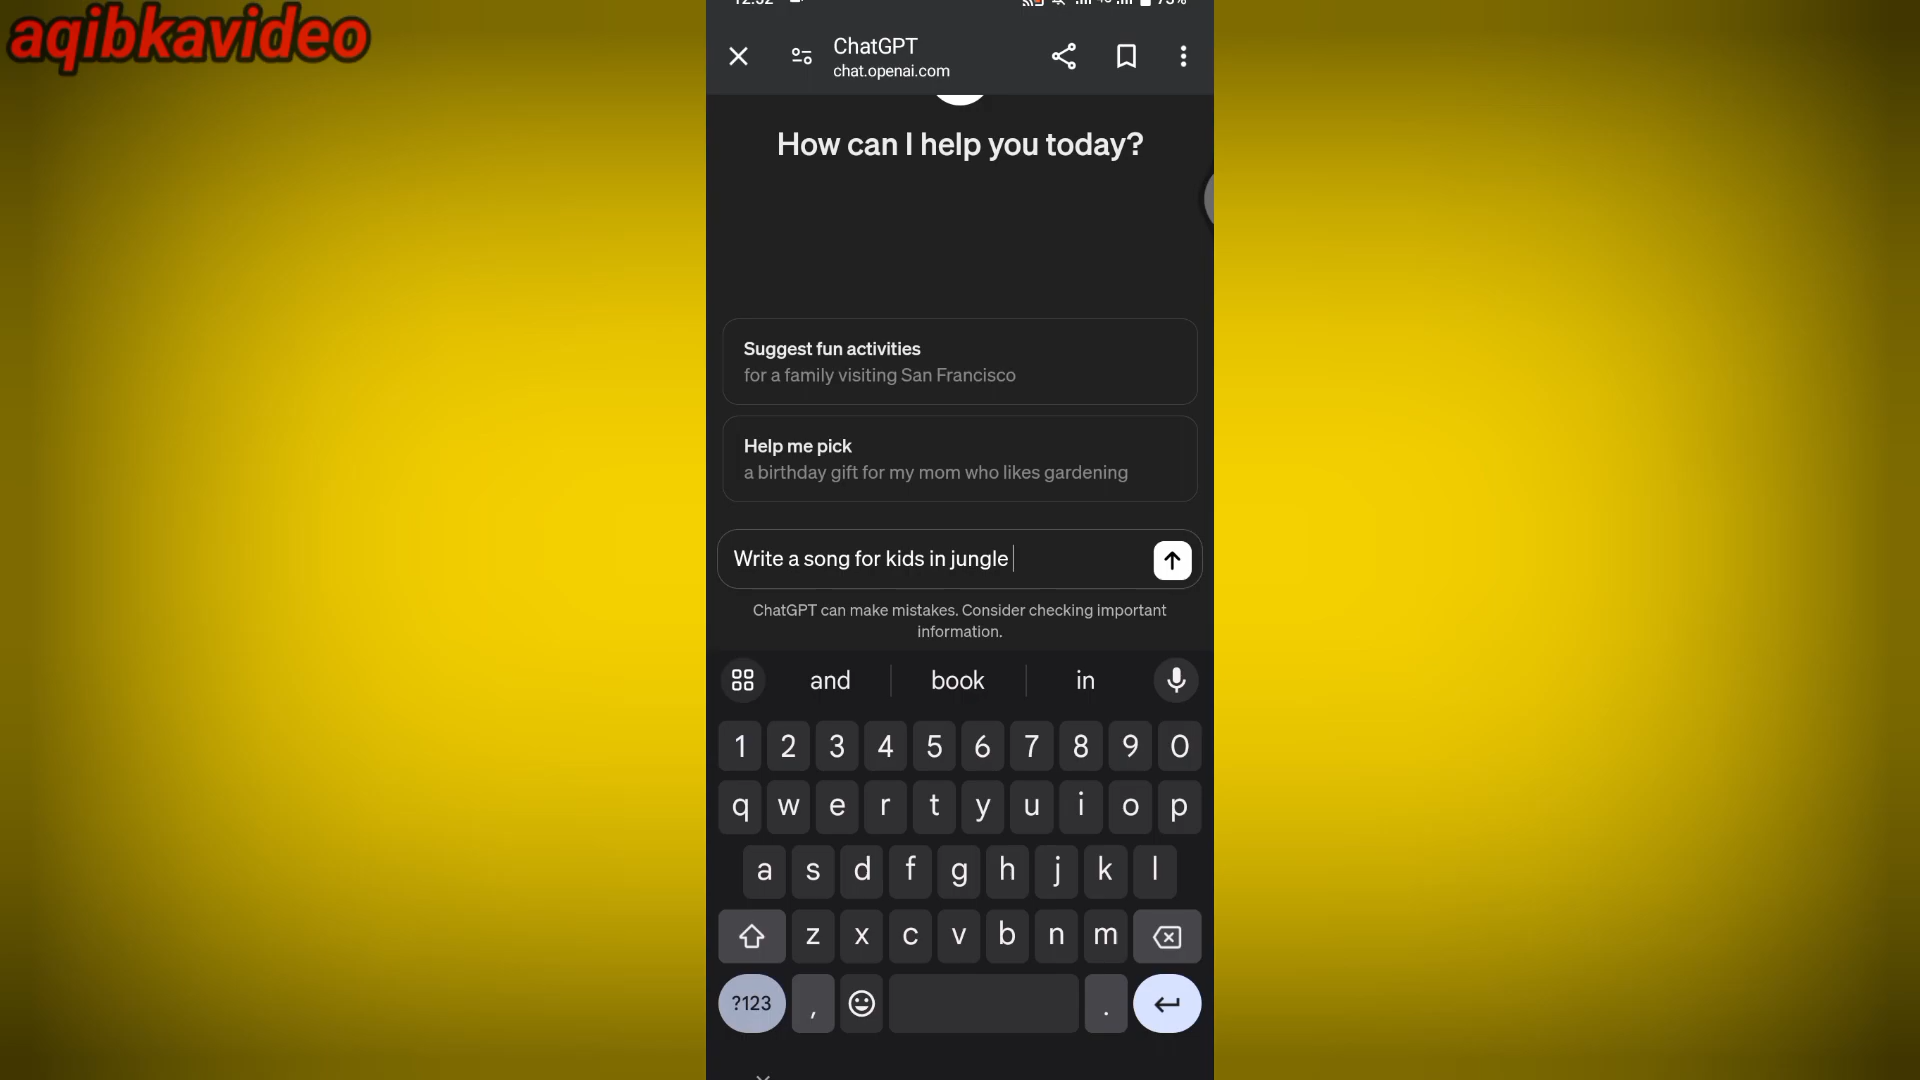 aqibkavideo
12:52
73%
ChatGPT
chat.openai.com
How can I help you today?
Suggest fun activities
for a family visiting San Francisco
Help me pick
a birthday gift for my mom who likes gardening
Write a song for kids in jungle
ChatGPT can make mistakes. Consider checking important
information.
and book in
1 2 3 4 5 6 7 8 9 0
q w e r t y u i o p
a s d f g h j k l
z x c v b n m
?123 , .